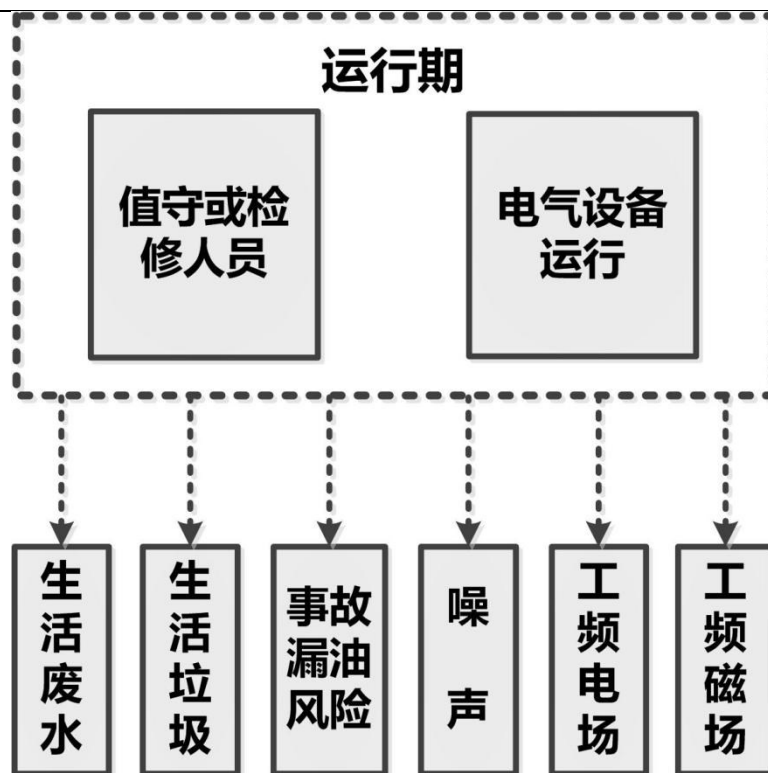 运行期
值守或检
修人员
电气设备
运行
生活废水
生活垃圾
事故
漏油
风险
噪声
工频电场
工频磁场